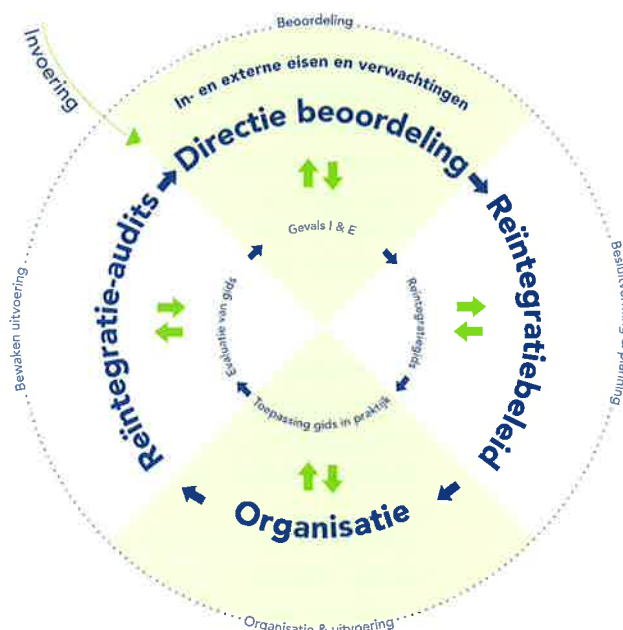 Beoordeling
Invoering
In- en externe eisen en verwachtingen
Directie beoordeling
Reïntegratiebeleid
Organisatie
Reïntegratie-audits
Gevals I & E
Reïntegratiegids
Toepassing gids in praktijk
Evaluatie van gids
Bewaken uitvoering
planning
Organisatie & uitvoering